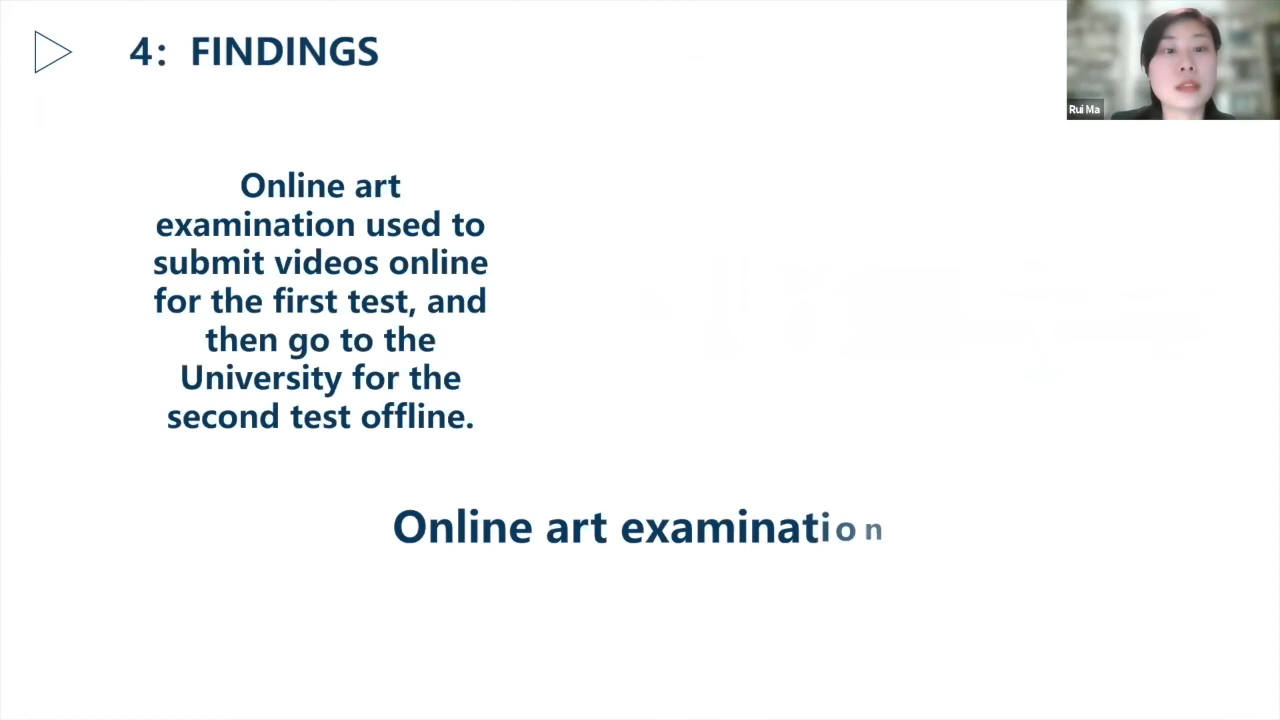 4: FINDINGS
Rui Ma
Online art
examination used to
submit videos online
for the first test, and
then go to the
University for the
second test offline.
Online art examination